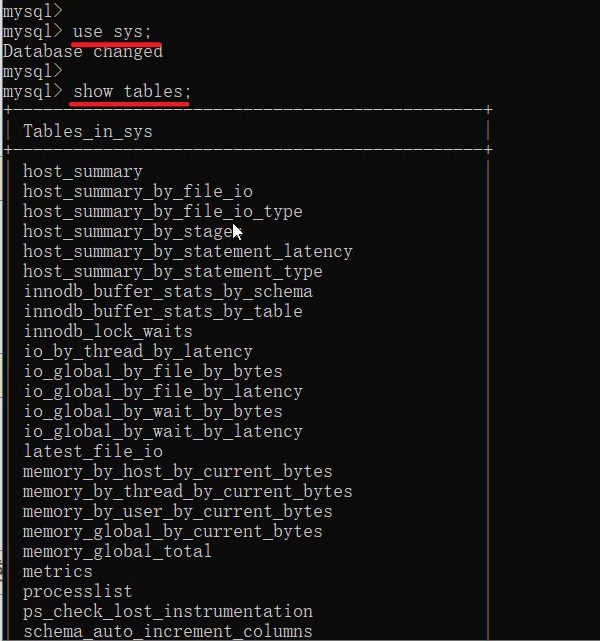 mysql>
mysql> use sys;
Database changed
mysql>
mysql> show tables;
+------------------------------------------------+
| Tables_in_sys |
+------------------------------------------------+
| host_summary
host_summary_by_file_io
host_summary_by_file_io_type
host_summary_by_stages
host_summary_by_statement_latency
host_summary_by_statement_type
innodb_buffer_stats_by_schema
innodb_buffer_stats_by_table
innodb_lock_waits
io_by_thread_by_latency
io_global_by_file_by_bytes
io_global_by_file_by_latency
io_global_by_wait_by_bytes
io_global_by_wait_by_latency
latest_file_io
memory_by_host_by_current_bytes
memory_by_thread_by_current_bytes
memory_by_user_by_current_bytes
memory_global_by_current_bytes
memory_global_total
metrics
processlist
ps_check_lost_instrumentation
schema_auto_increment_columns